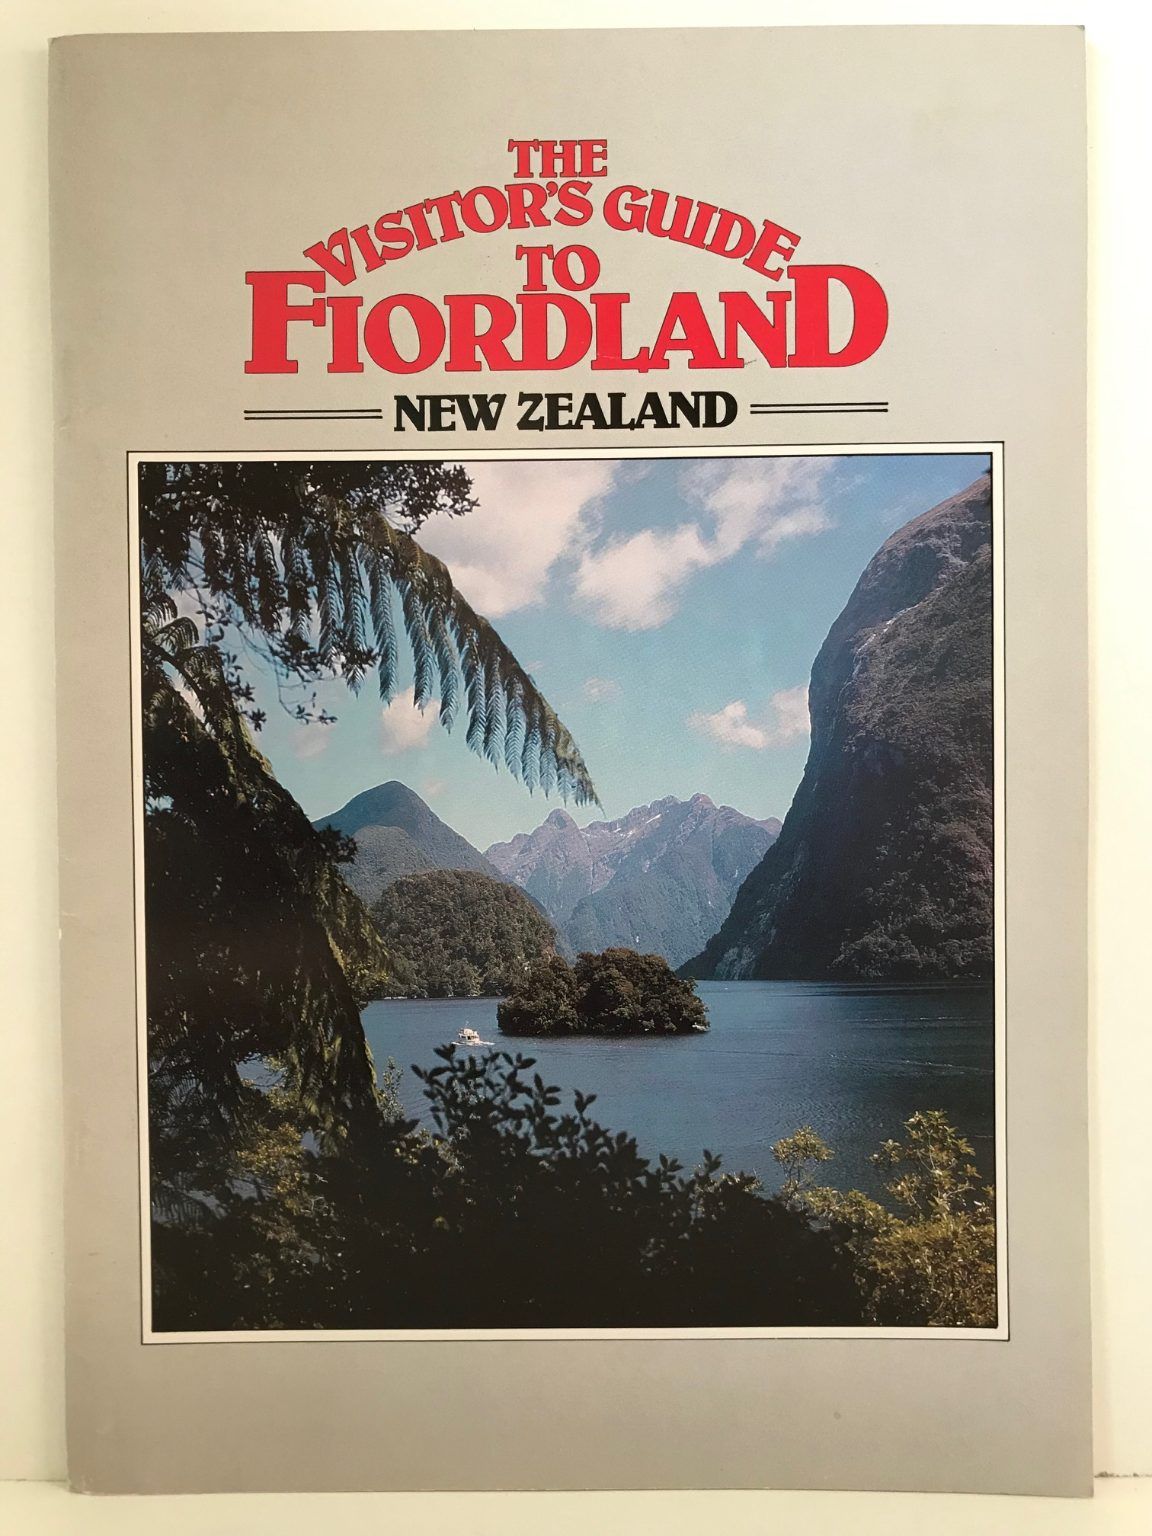 THE
VISITOR'S GUIDE
TO
FIORDLAND
NEW ZEALAND